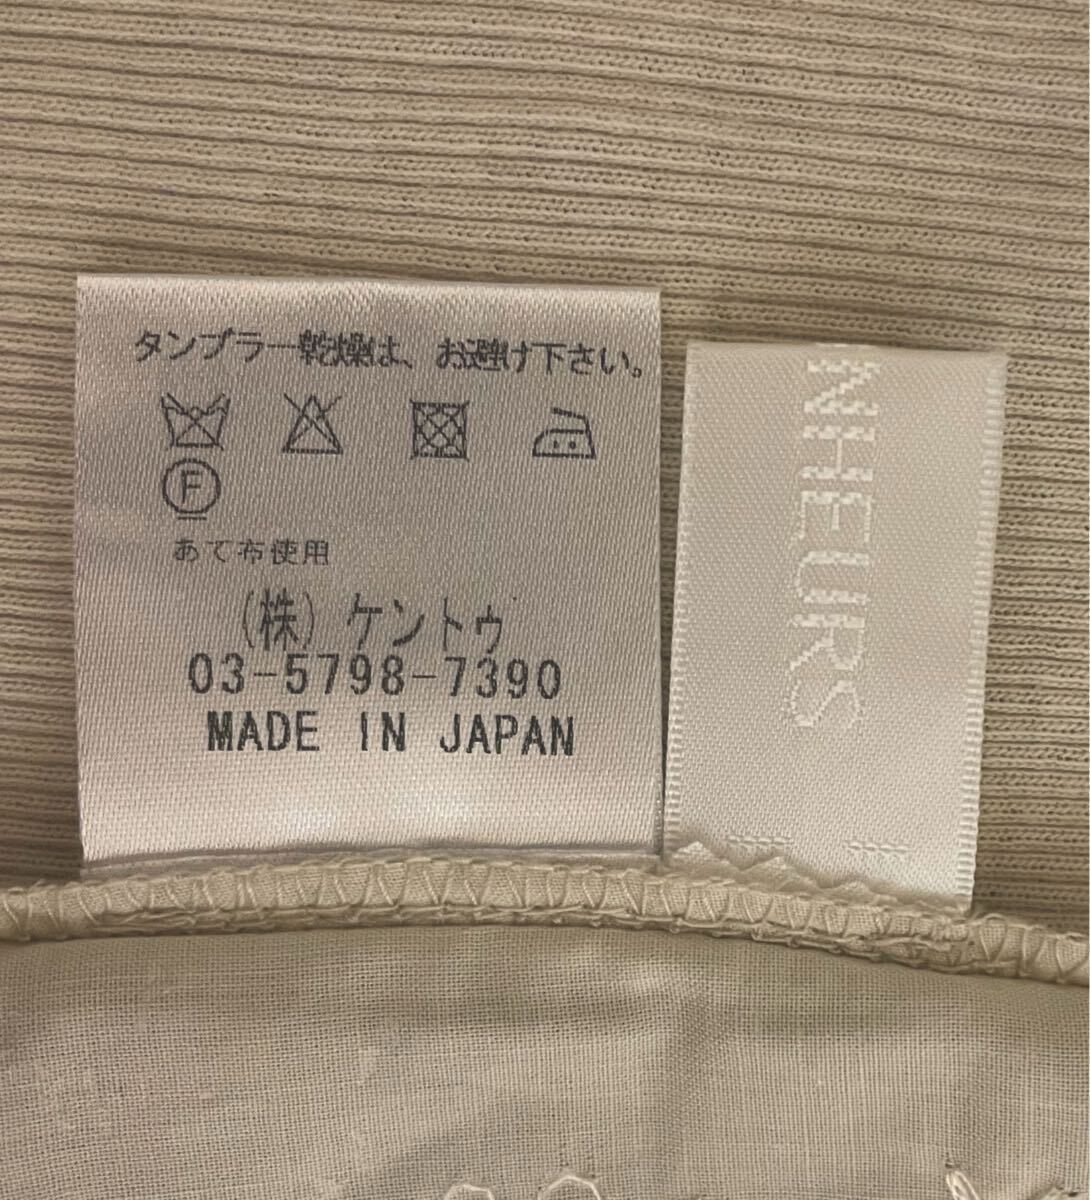 タンブラー乾燥は、お避け下さい。
F
あて布使用
(株)ケントゥ
03-5798-7390
MADE IN JAPAN
NHEURS